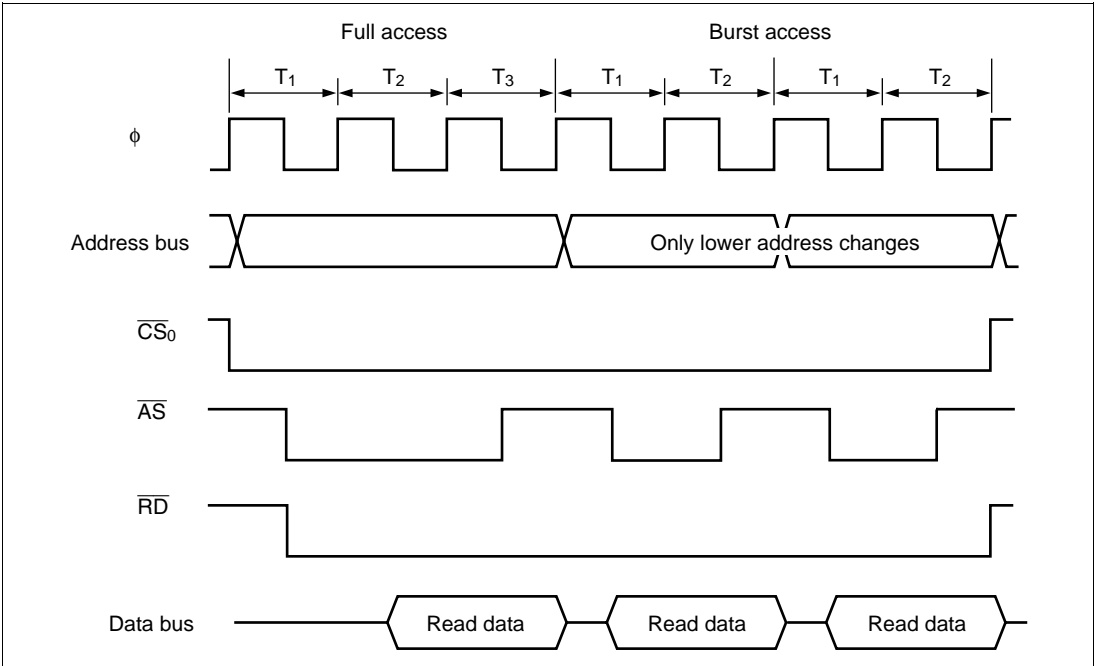 Full access Burst access
T1 T2 T3 T1 T2 T1 T2
ϕ
Address bus Only lower address changes
CS0
AS
RD
Data bus Read data Read data Read data